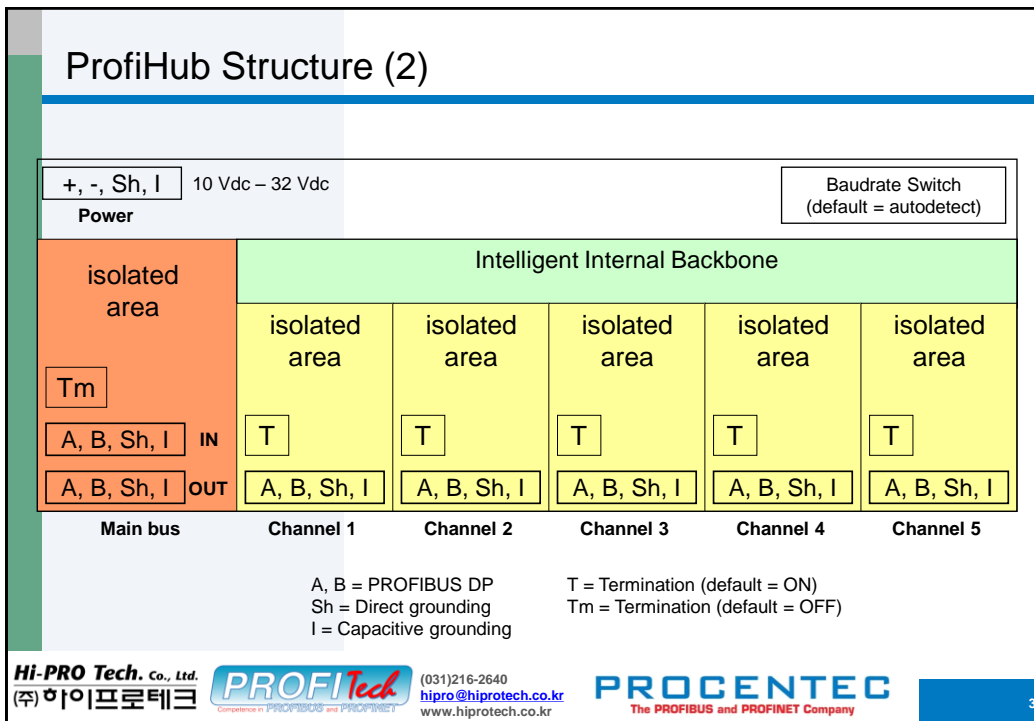 ProfiHub Structure (2)
+, -, Sh, I
10 Vdc – 32 Vdc
Power
Baudrate Switch
(default = autodetect)
isolated
area
Intelligent Internal Backbone
isolated
area
isolated
area
isolated
area
isolated
area
isolated
area
Tm
A, B, Sh, I IN
A, B, Sh, I OUT
T
T
T
T
T
A, B, Sh, I
A, B, Sh, I
A, B, Sh, I
A, B, Sh, I
A, B, Sh, I
Main bus
Channel 1
Channel 2
Channel 3
Channel 4
Channel 5
A, B = PROFIBUS DP
Sh = Direct grounding
I = Capacitive grounding
T = Termination (default = ON)
Tm = Termination (default = OFF)
Hi-PRO Tech. Co., Ltd.
(주)하이프로테크
PROFITech
Competence in PROFIBUS and PROFINET
(031)216-2640
hipro@hiprotech.co.kr
www.hiprotech.co.kr
PROCENTEC
The PROFIBUS and PROFINET Company
3